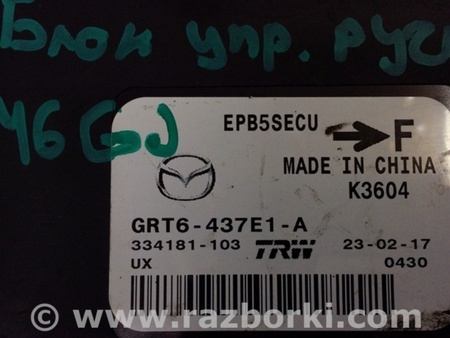 Блок упр. руч
46 GJ
EPB5SECU
F
MADE IN CHINA
K3604
GRT6-437E1-A
334181-103 TRW 23-02-17
UX 0430
© www.razborki.com